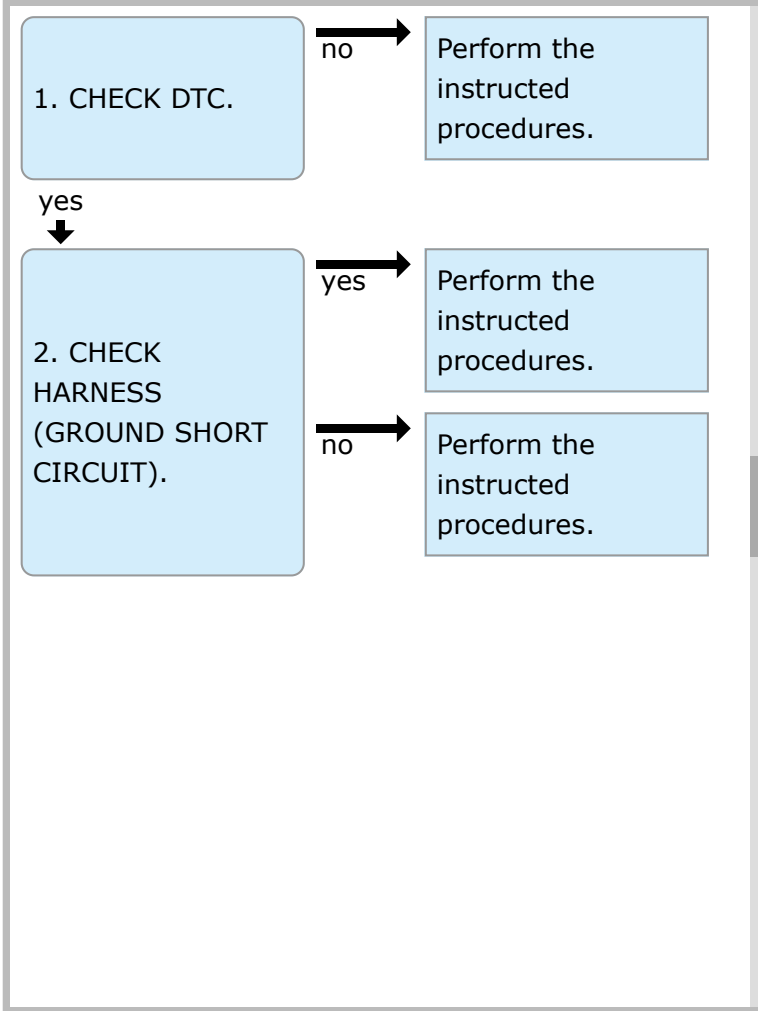 1. CHECK DTC.
no
Perform the
instructed
procedures.
yes
2. CHECK
HARNESS
(GROUND SHORT
CIRCUIT).
yes
Perform the
instructed
procedures.
no
Perform the
instructed
procedures.